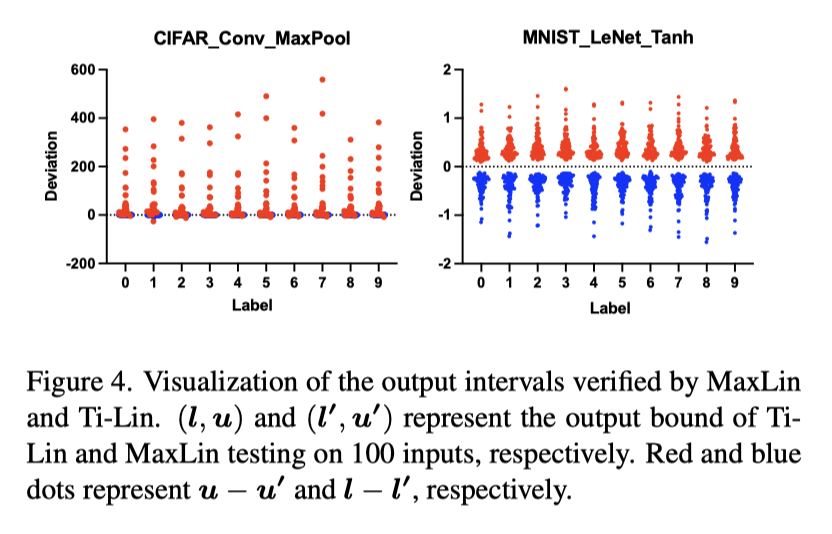 CIFAR_Conv_MaxPool
600
400
200
0
-200
Deviation
0 1 2 3 4 5 6 7 8 9
Label
MNIST_LeNet_Tanh
2
1
0
-1
-2
Deviation
0 1 2 3 4 5 6 7 8 9
Label
Figure 4. Visualization of the output intervals verified by MaxLin
and Ti-Lin. (l, u) and (l′, u′) represent the output bound of Ti-
Lin and MaxLin testing on 100 inputs, respectively. Red and blue
dots represent u − u′ and l − l′, respectively.